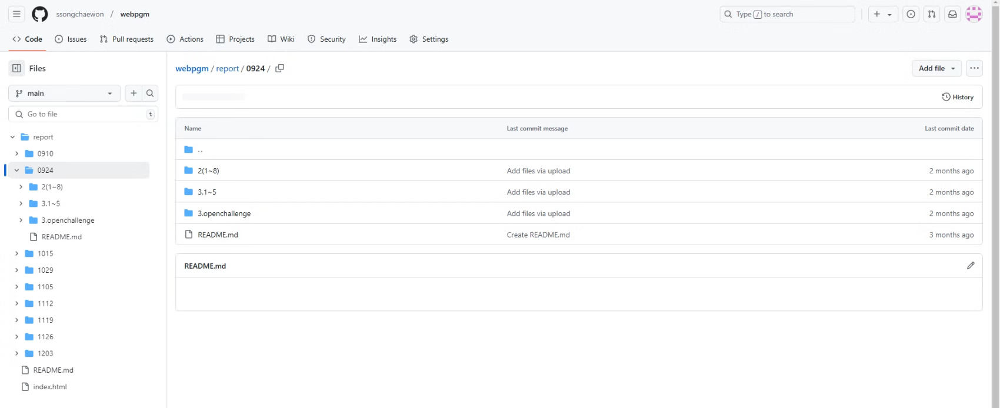 ssongchaewon / webpgm
Type / to search
Code Issues Pull requests Actions Projects Wiki Security Insights Settings
Files
main
Go to file t
report
0910
0924
2(1~8)
3.1~5
3.openchallenge
README.md
1015
1029
1105
1112
1119
1126
1203
README.md
index.html
webpgm / report / 0924 /
Add file
History
Name Last commit message Last commit date
..
2(1~8) Add files via upload 2 months ago
3.1~5 Add files via upload 2 months ago
3.openchallenge Add files via upload 2 months ago
README.md Create README.md 3 months ago
README.md